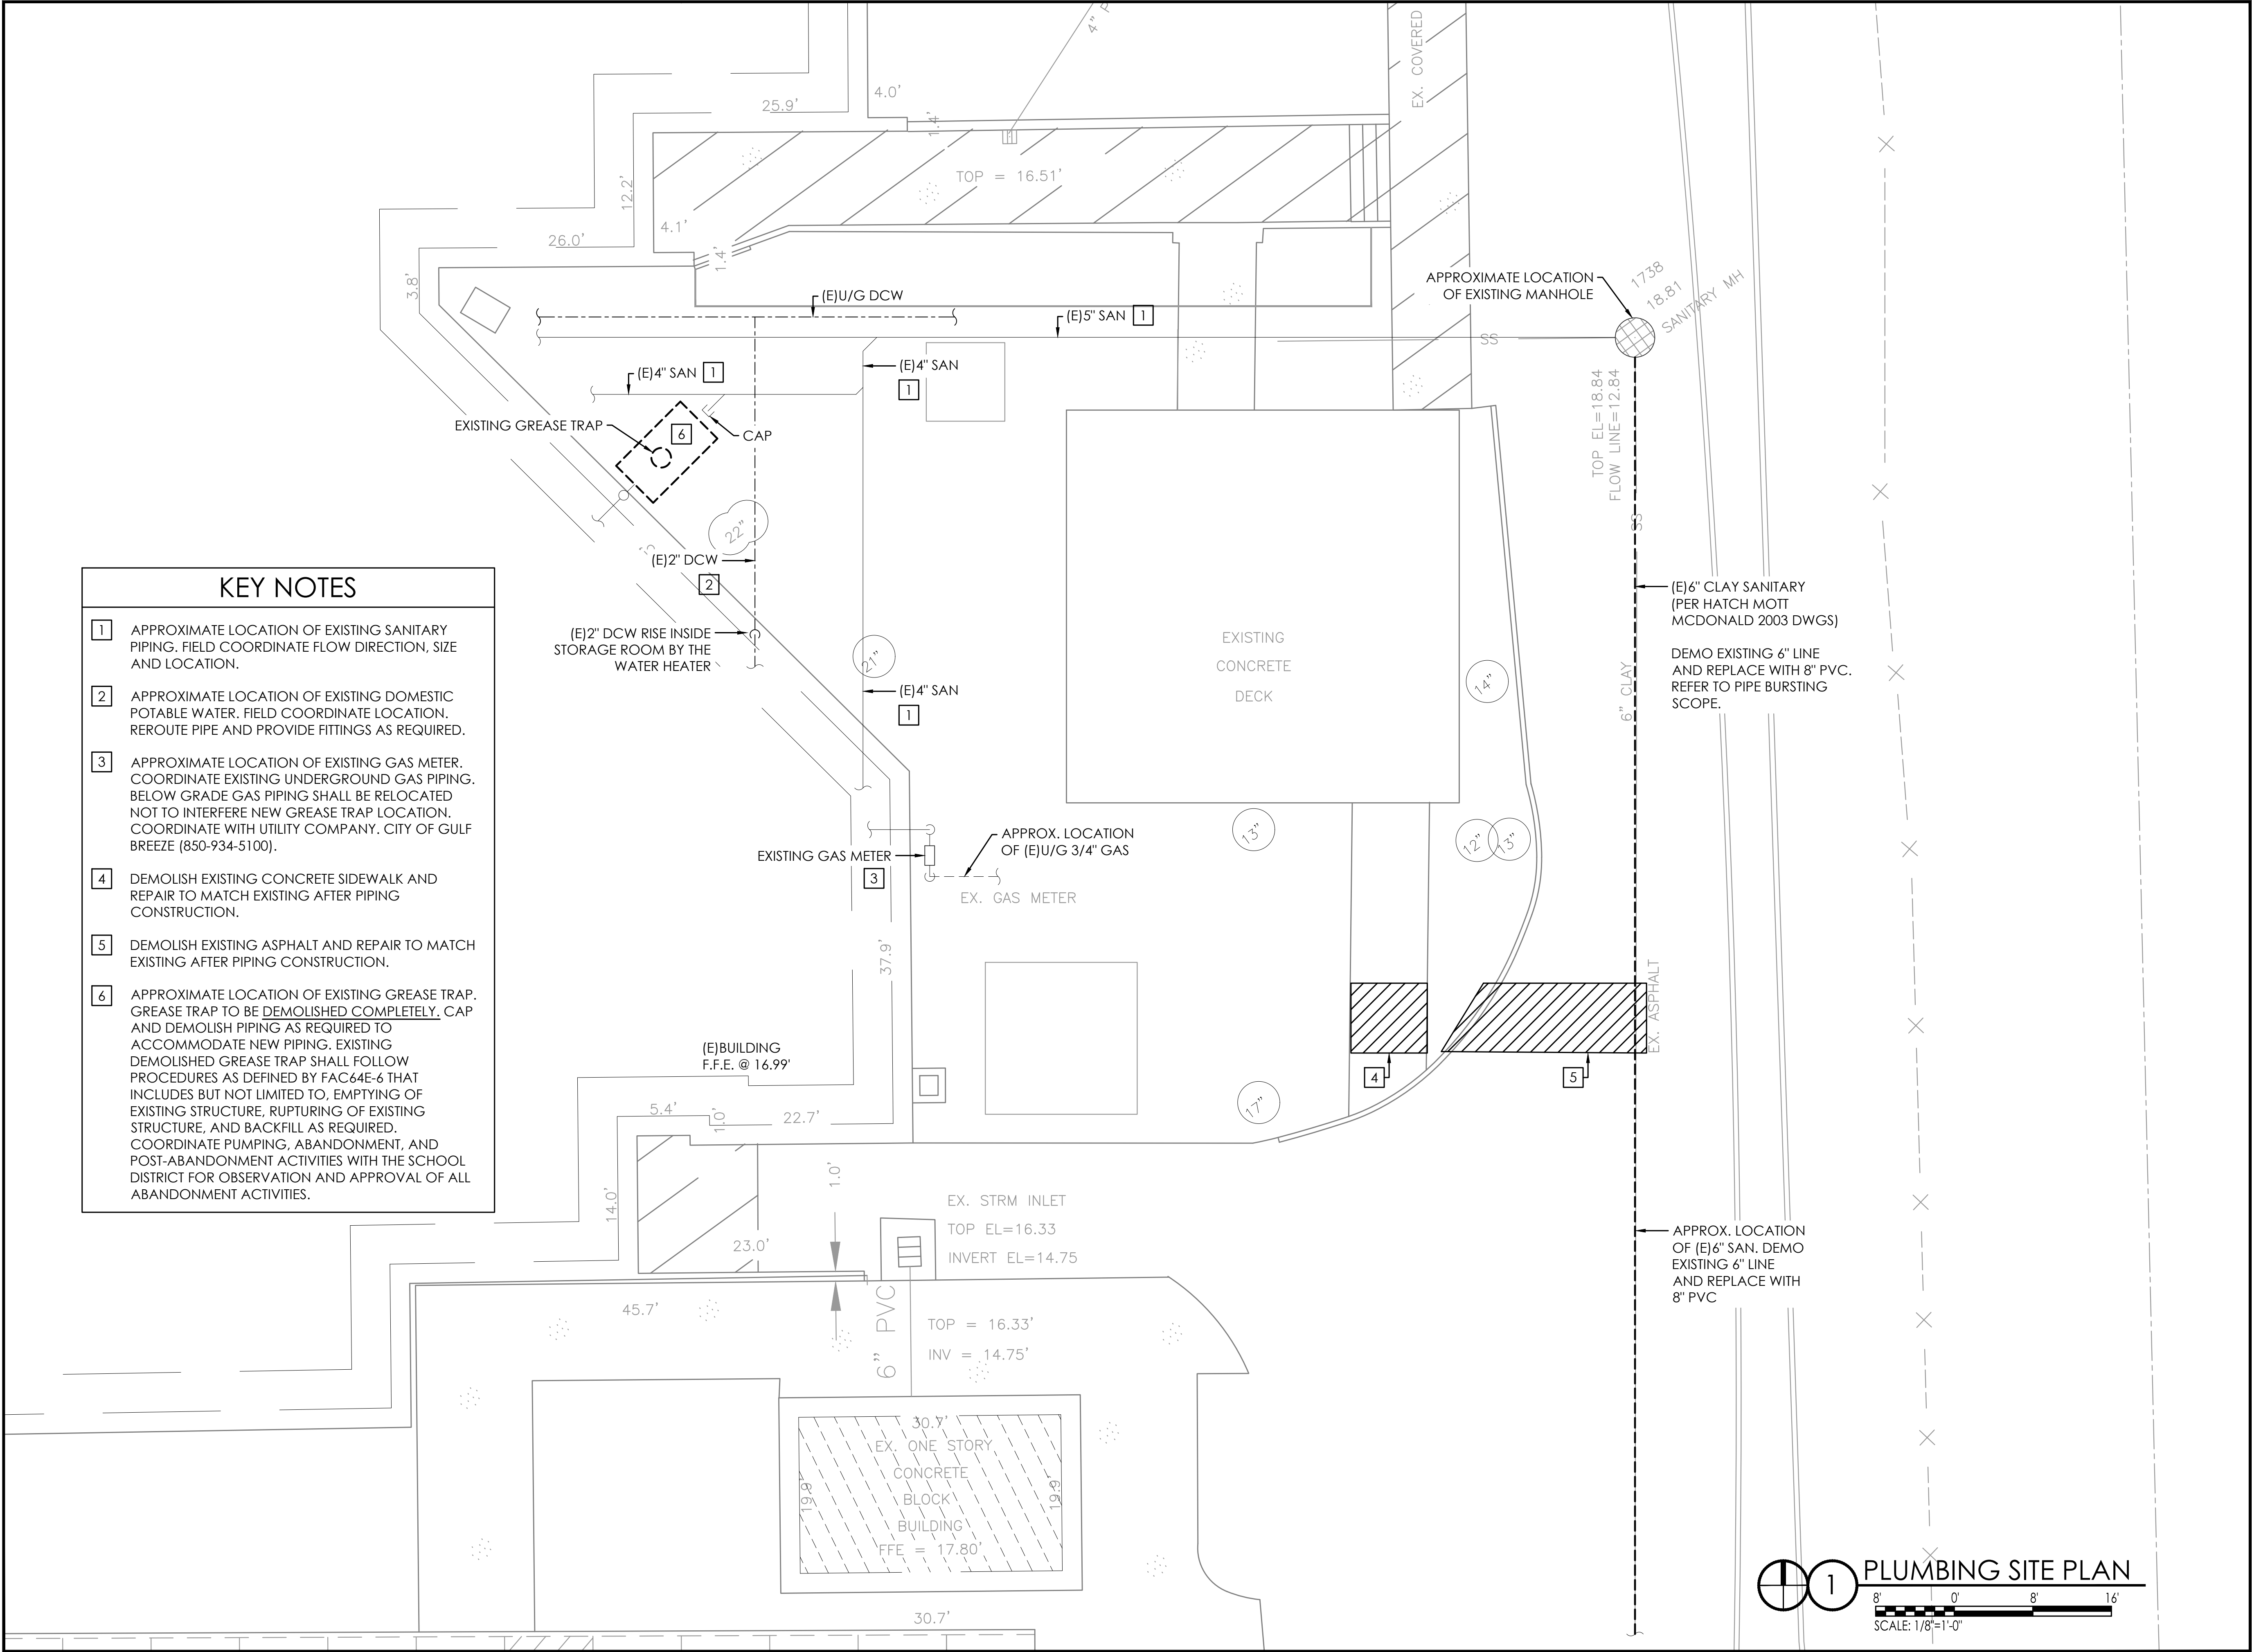 4"
EX. COVERED
25.9'
4.0'
1.4'
12.2'
TOP = 16.51'
4.1'
26.0'
1.4'
3.8'
APPROXIMATE LOCATION
OF EXISTING MANHOLE
1738
18.81
SANITARY MH
(E)U/G DCW
(E)5" SAN 1
SS
(E)4" SAN 1
(E)4" SAN
1
TOP EL=18.84
FLOW LINE=12.84
EXISTING GREASE TRAP
6
CAP
22"
SS
(E)2" DCW
2
(E)2" DCW RISE INSIDE
STORAGE ROOM BY THE
WATER HEATER
21"
(E)4" SAN
1
EXISTING
CONCRETE
DECK
14"
6" CLAY
(E)6" CLAY SANITARY
(PER HATCH MOTT
MCDONALD 2003 DWGS)
DEMO EXISTING 6" LINE
AND REPLACE WITH 8" PVC.
REFER TO PIPE BURSTING
SCOPE.
KEY NOTES
1 APPROXIMATE LOCATION OF EXISTING SANITARY
PIPING. FIELD COORDINATE FLOW DIRECTION, SIZE
AND LOCATION.
2 APPROXIMATE LOCATION OF EXISTING DOMESTIC
POTABLE WATER. FIELD COORDINATE LOCATION.
REROUTE PIPE AND PROVIDE FITTINGS AS REQUIRED.
3 APPROXIMATE LOCATION OF EXISTING GAS METER.
COORDINATE EXISTING UNDERGROUND GAS PIPING.
BELOW GRADE GAS PIPING SHALL BE RELOCATED
NOT TO INTERFERE NEW GREASE TRAP LOCATION.
COORDINATE WITH UTILITY COMPANY. CITY OF GULF
BREEZE (850-934-5100).
4 DEMOLISH EXISTING CONCRETE SIDEWALK AND
REPAIR TO MATCH EXISTING AFTER PIPING
CONSTRUCTION.
5 DEMOLISH EXISTING ASPHALT AND REPAIR TO MATCH
EXISTING AFTER PIPING CONSTRUCTION.
6 APPROXIMATE LOCATION OF EXISTING GREASE TRAP.
GREASE TRAP TO BE DEMOLISHED COMPLETELY. CAP
AND DEMOLISH PIPING AS REQUIRED TO
ACCOMMODATE NEW PIPING. EXISTING
DEMOLISHED GREASE TRAP SHALL FOLLOW
PROCEDURES AS DEFINED BY FAC64E-6 THAT
INCLUDES BUT NOT LIMITED TO, EMPTYING OF
EXISTING STRUCTURE, RUPTURING OF EXISTING
STRUCTURE, AND BACKFILL AS REQUIRED.
COORDINATE PUMPING, ABANDONMENT, AND
POST-ABANDONMENT ACTIVITIES WITH THE SCHOOL
DISTRICT FOR OBSERVATION AND APPROVAL OF ALL
ABANDONMENT ACTIVITIES.
13"
12"
13"
APPROX. LOCATION
OF (E)U/G 3/4" GAS
EXISTING GAS METER
3
EX. GAS METER
37.9'
EX. ASPHALT
4
5
17"
(E)BUILDING
F.F.E. @ 16.99'
5.4'
1.0'
22.7'
14.0'
1.0'
23.0'
EX. STRM INLET
TOP EL=16.33
INVERT EL=14.75
APPROX. LOCATION
OF (E)6" SAN. DEMO
EXISTING 6" LINE
AND REPLACE WITH
8" PVC
45.7'
6" PVC
TOP = 16.33'
INV = 14.75'
30.7'
EX. ONE STORY
CONCRETE
BLOCK
BUILDING
FFE = 17.80'
19.9'
19.9'
30.7'
1 PLUMBING SITE PLAN
8' 0' 8' 16'
SCALE: 1/8"=1'-0"